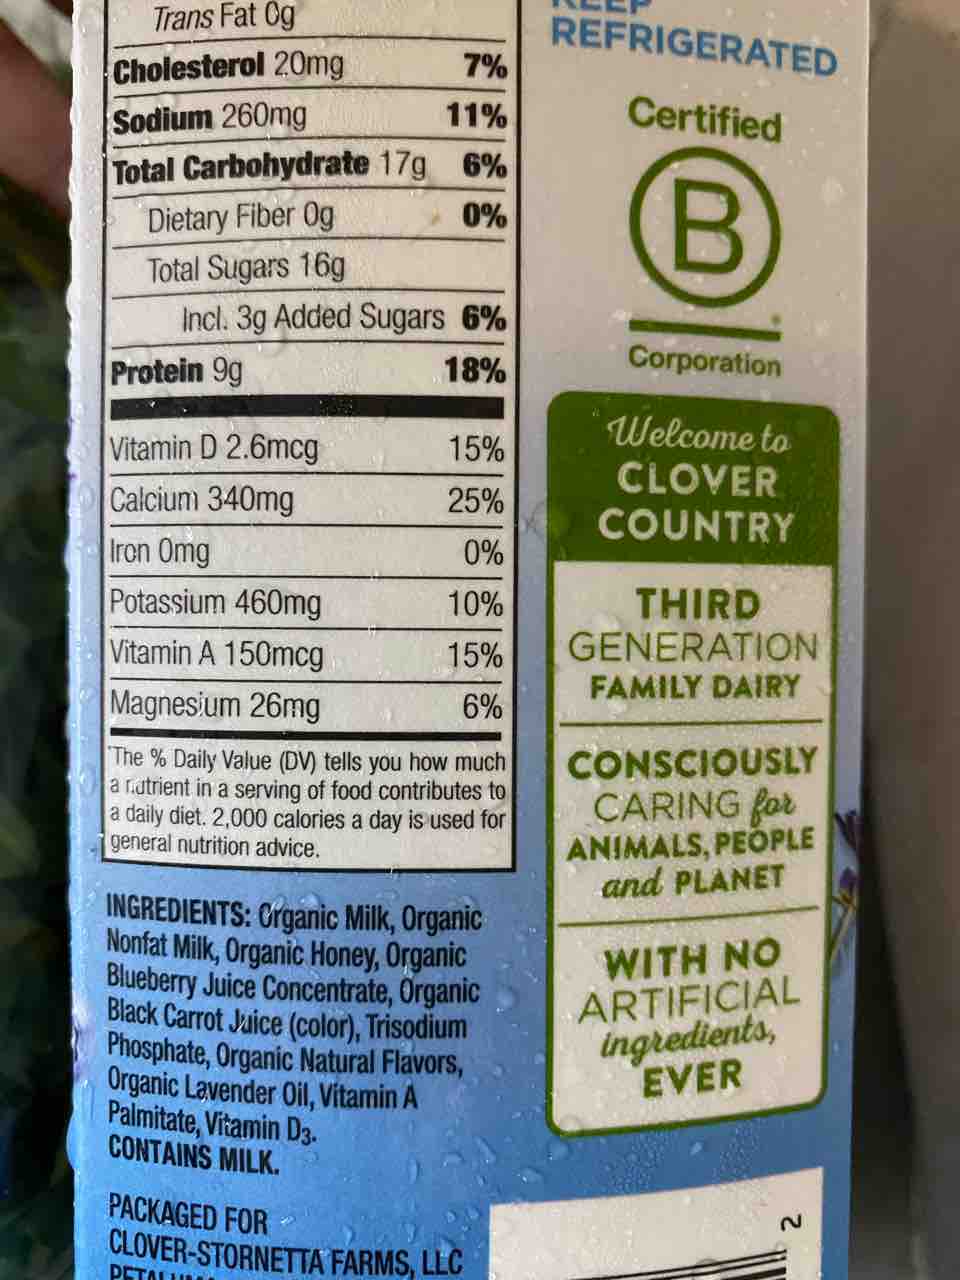 Trans Fat 0g
Cholesterol 20mg 7%
Sodium 260mg 11%
Total Carbohydrate 17g 6%
Dietary Fiber 0g 0%
Total Sugars 16g
Incl. 3g Added Sugars 6%
Protein 9g 18%
Vitamin D 2.6mcg 15%
Calcium 340mg 25%
Iron 0mg 0%
Potassium 460mg 10%
Vitamin A 150mcg 15%
Magnesium 26mg 6%
*The % Daily Value (DV) tells you how much
a nutrient in a serving of food contributes to
a daily diet. 2,000 calories a day is used for
general nutrition advice.
INGREDIENTS: Organic Milk, Organic
Nonfat Milk, Organic Honey, Organic
Blueberry Juice Concentrate, Organic
Black Carrot Juice (color), Trisodium
Phosphate, Organic Natural Flavors,
Organic Lavender Oil, Vitamin A
Palmitate, Vitamin D3.
CONTAINS MILK.
PACKAGED FOR
CLOVER-STORNETTA FARMS, LLC
KEEP
REFRIGERATED
Certified
B
Corporation
Welcome to
CLOVER
COUNTRY
THIRD
GENERATION
FAMILY DAIRY
CONSCIOUSLY
CARING for
ANIMALS, PEOPLE
and PLANET
WITH NO
ARTIFICIAL
ingredients,
EVER
2